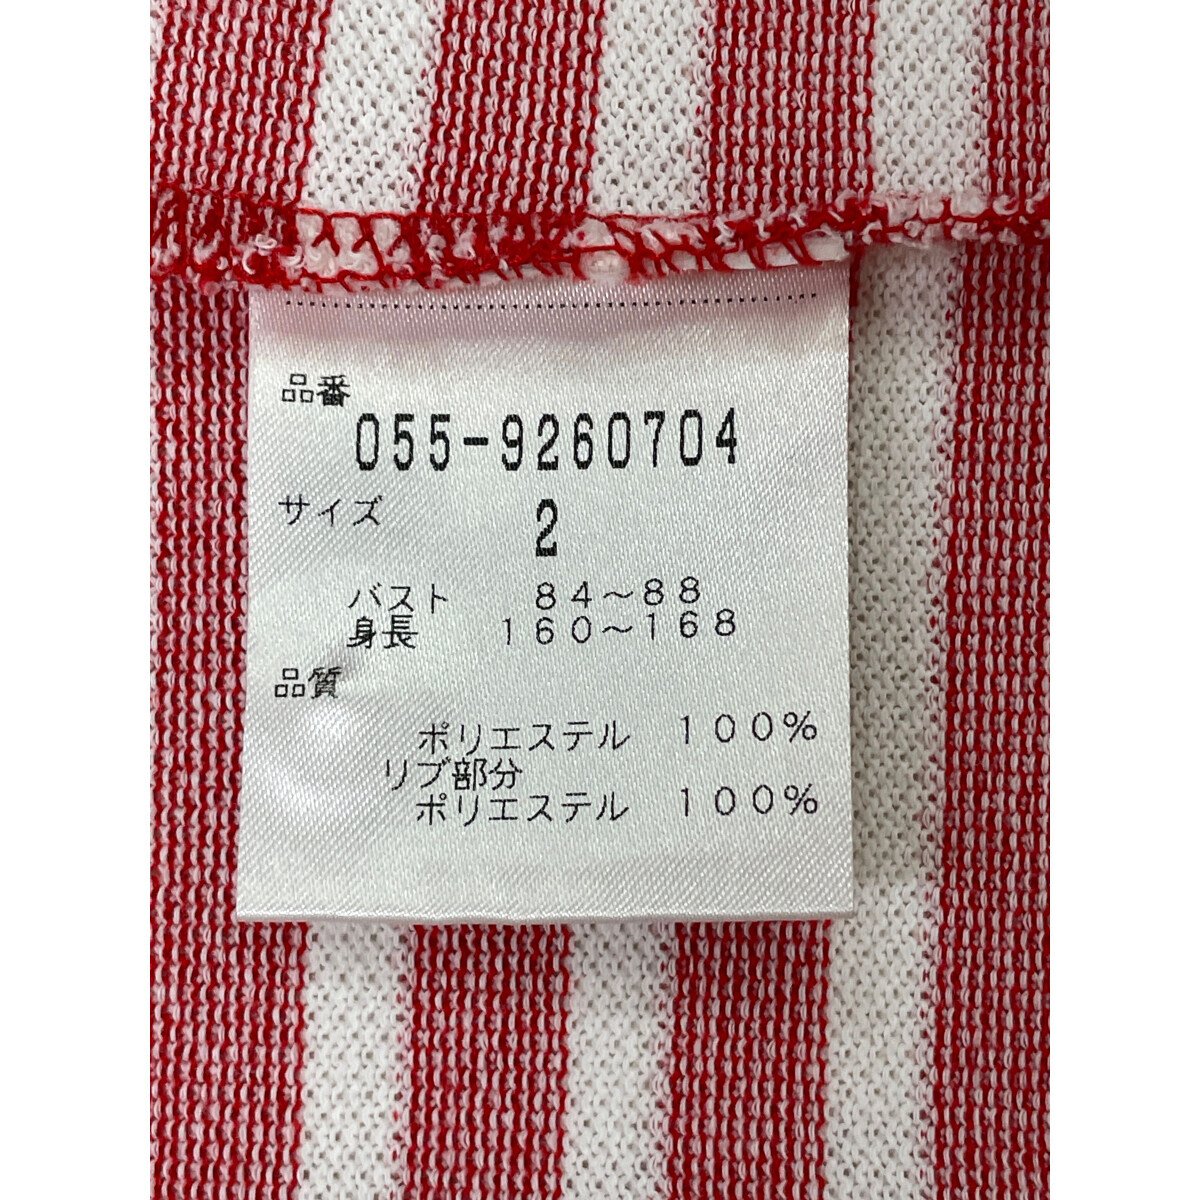 品番
055-9260704
サイズ
2
バスト 84～88
身長 160～168
品質
ポリエステル 100%
リブ部分
ポリエステル 100%